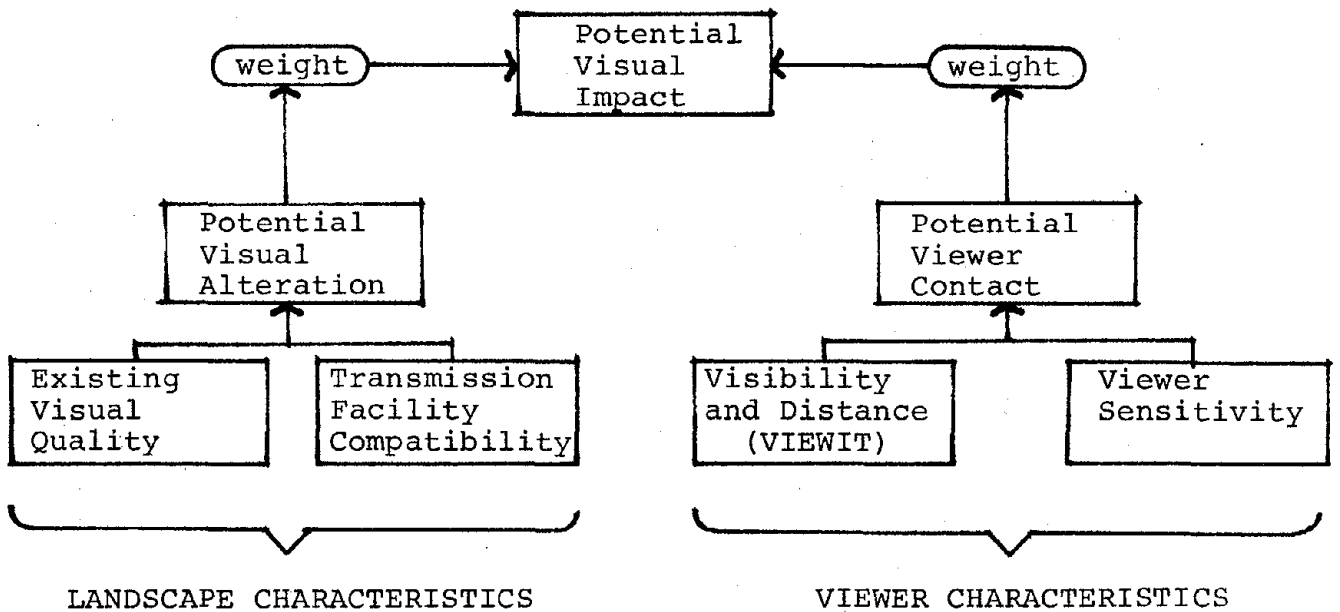 Potential
Visual
Impact
weight
weight
Potential
Visual
Alteration
Potential
Viewer
Contact
Existing
Visual
Quality
Transmission
Facility
Compatibility
Visibility
and Distance
(VIEWIT)
Viewer
Sensitivity
LANDSCAPE CHARACTERISTICS
VIEWER CHARACTERISTICS